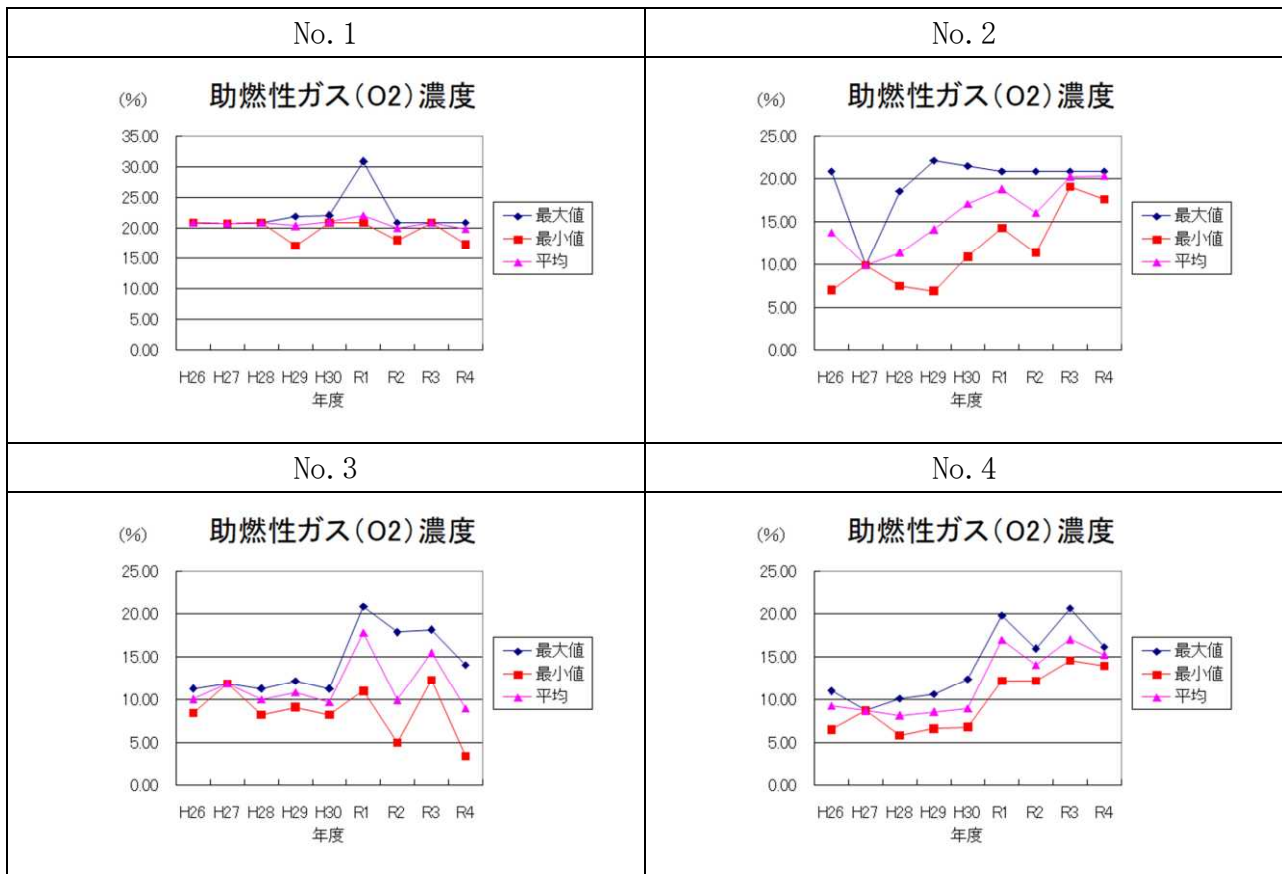 No. 1
(%) 助燃性ガス(O2)濃度
35.00
30.00
25.00
20.00
15.00
10.00
5.00
0.00
H26 H27 H28 H29 H30 R1 R2 R3 R4
年度
最大値
最小値
平均
No. 2
(%) 助燃性ガス(O2)濃度
25.00
20.00
15.00
10.00
5.00
0.00
H26 H27 H28 H29 H30 R1 R2 R3 R4
年度
最大値
最小値
平均
No. 3
(%) 助燃性ガス(O2)濃度
25.00
20.00
15.00
10.00
5.00
0.00
H26 H27 H28 H29 H30 R1 R2 R3 R4
年度
最大値
最小値
平均
No. 4
(%) 助燃性ガス(O2)濃度
25.00
20.00
15.00
10.00
5.00
0.00
H26 H27 H28 H29 H30 R1 R2 R3 R4
年度
最大値
最小値
平均